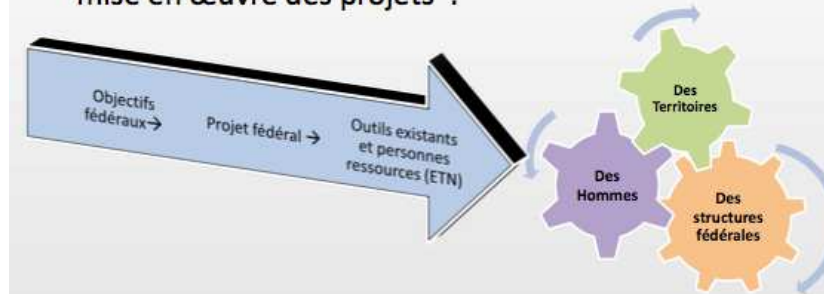 mise en œuvre des projets !
Objectifs
fédéraux→
Projet fédéral →
Outils existants
et personnes
ressources (ETN)
Des
Territoires
Des
Hommes
Des
structures
fédérales